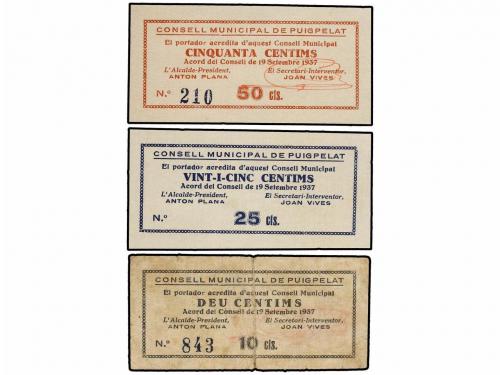 CONSELL MUNICIPAL DE PUIGPELAT
El portador acredita d'aquest Consell Municipal
CINQUANTA CENTIMS
Acord del Consell de 19 Setembre 1937
L'Alcalde-President, El Secretari-Interventor,
ANTON PLANA JOAN VIVES
N.º 210 50 cts.
CONSELL MUNICIPAL DE PUIGPELAT
El portador acredita d'aquest Consell Municipal
VINT-I-CINC CENTIMS
Acord del Consell de 19 Setembre 1937
L'Alcalde-President, El Secretari-Interventor,
ANTON PLANA JOAN VIVES
N.º 25 cts.
CONSELL MUNICIPAL DE PUIGPELAT
El portador acredita d'aquest Consell Municipal
DEU CENTIMS
Acord del Consell de 19 Setembre 1937
L'Alcalde-President, El Secretari-Interventor,
ANTON PLANA JOAN VIVES
N.º 843 10 cts.